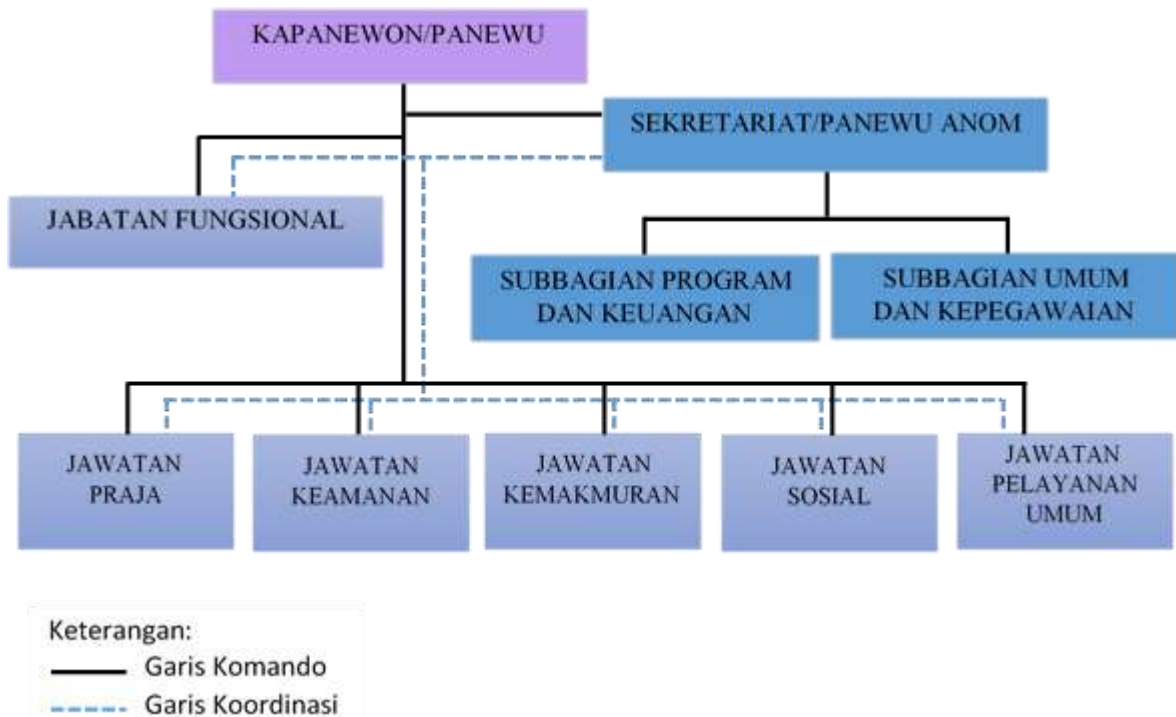 KAPANEWON/PANEWU
SEKRETARIAT/PANEWU ANOM
JABATAN FUNGSIONAL
SUBBAGIAN PROGRAM
DAN KEUANGAN
SUBBAGIAN UMUM
DAN KEPEGAWAIAN
JAWATAN
PRAJA
JAWATAN
KEAMANAN
JAWATAN
KEMAKMURAN
JAWATAN
SOSIAL
JAWATAN
PELAYANAN
UMUM
Keterangan:
Garis Komando
Garis Koordinasi